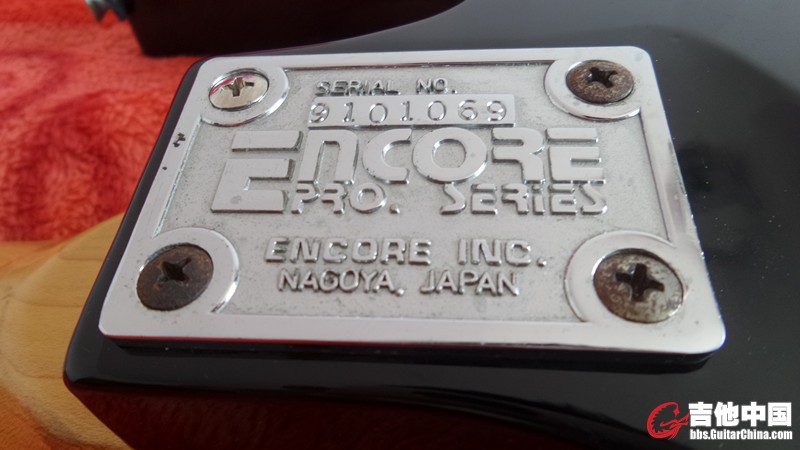 SERIAL NO.
9101069
ENCORE
PRO. SERIES
ENCORE INC.
NAGOYA, JAPAN
吉他中国
bbs.GuitarChina.com